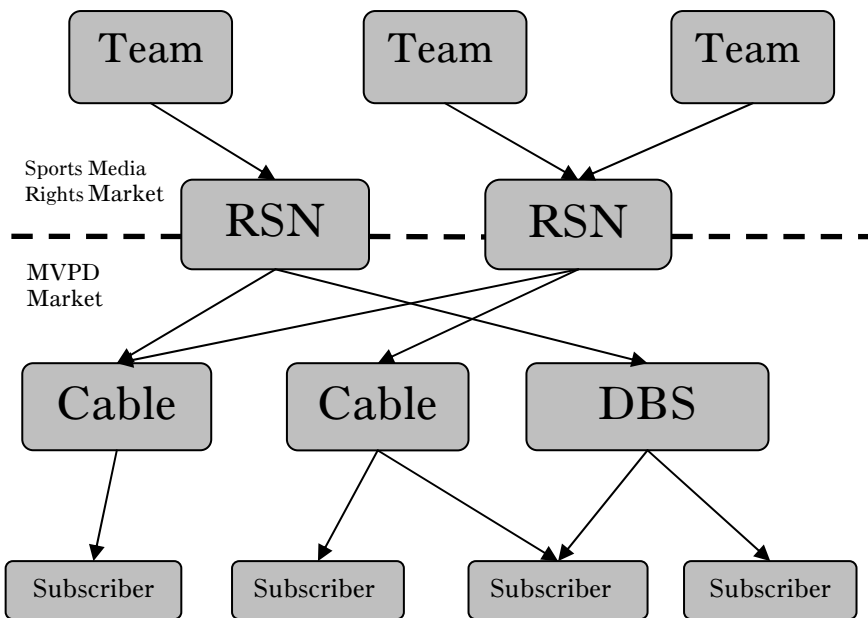 Team
Team
Team
Sports Media
Rights Market
RSN
RSN
MVPD
Market
Cable
Cable
DBS
Subscriber
Subscriber
Subscriber
Subscriber